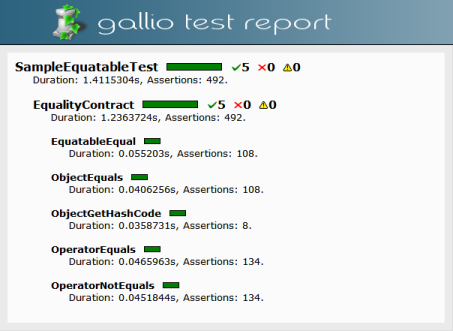 gallio test report
SampleEquatableTest ✓5 ×0 ⚠0
Duration: 1.4115304s, Assertions: 492.
EqualityContract ✓5 ×0 ⚠0
Duration: 1.2363724s, Assertions: 492.
EquatableEqual
Duration: 0.055203s, Assertions: 108.
ObjectEquals
Duration: 0.0406256s, Assertions: 108.
ObjectGetHashCode
Duration: 0.0358731s, Assertions: 8.
OperatorEquals
Duration: 0.0465963s, Assertions: 134.
OperatorNotEquals
Duration: 0.0451844s, Assertions: 134.